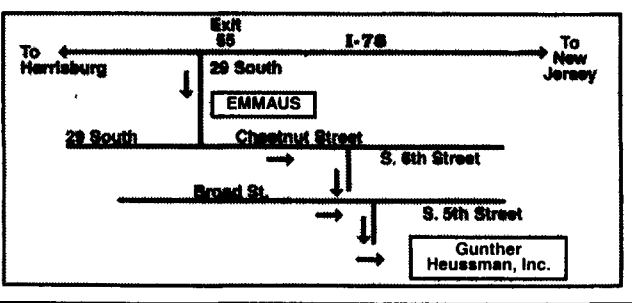 Exit
55
I-78
To
Harrisburg
To
New
Jersey
29 South
EMMAUS
29 South
Chestnut Street
S. 6th Street
Broad St.
S. 5th Street
Gunther
Heussman, Inc.